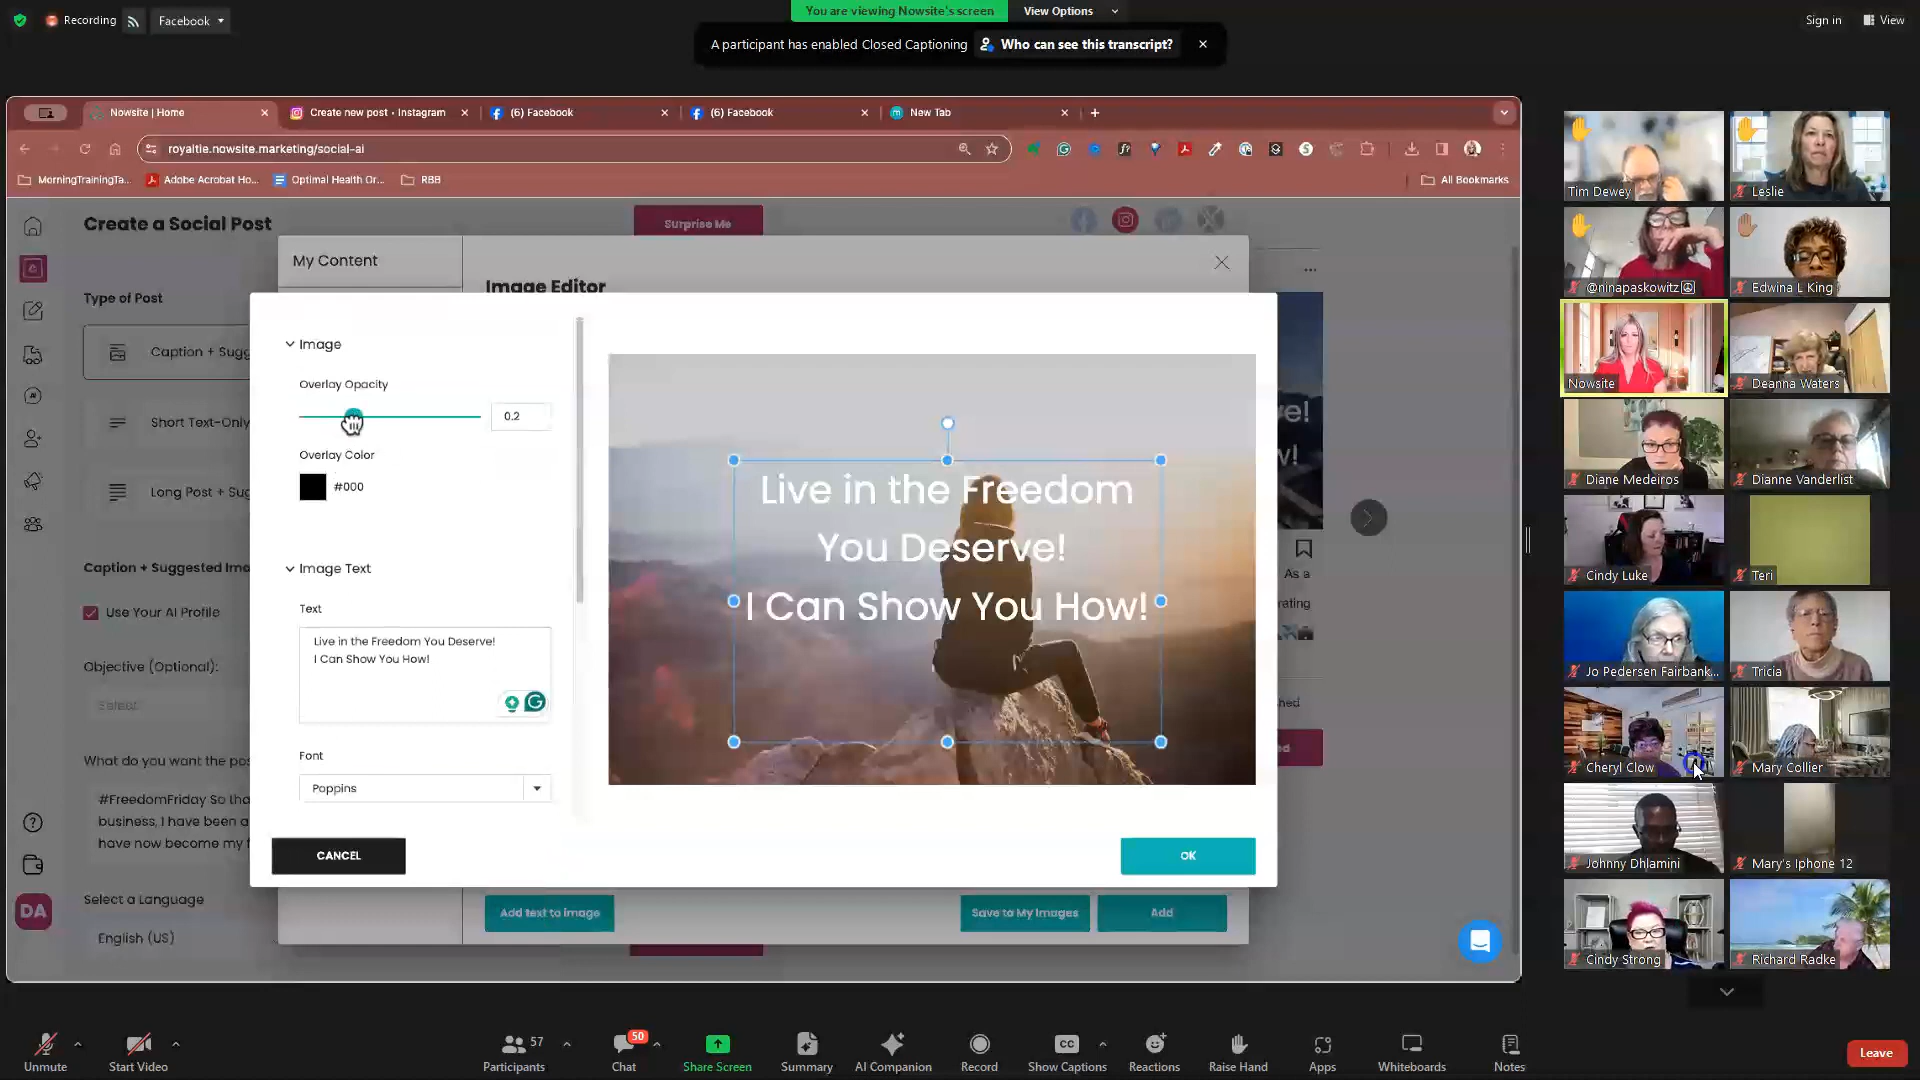 Recording
Facebook
You are viewing Nowsite's screen
View Options
Sign in
View
A participant has enabled Closed Captioning
Who can see this transcript?
Nowsite | Home
Create new post • Instagram
(6) Facebook
(6) Facebook
New Tab
royaltie.nowsite.marketing/social-ai
MorningTrainingTa...
Adobe Acrobat Ho...
Optimal Health Or...
RBB
All Bookmarks
Create a Social Post
Surprise Me
My Content
Image Editor
Type of Post
Caption + Sugg
Short Text-Only
Long Post + Sug
Caption + Suggested Ima
Use Your AI Profile
Objective (Optional):
Select
What do you want the pos
#FreedomFriday So tha
business, I have been a
have now become my f
Select a Language
English (US)
DA
Image
Overlay Opacity
0.2
Overlay Color
#000
Image Text
Text
Live in the Freedom You Deserve!
I Can Show You How!
Font
Poppins
CANCEL
OK
Live in the Freedom
You Deserve!
I Can Show You How!
As a
rating
Add text to image
Save to My Images
Add
Tim Dewey
Leslie
@ninapaskowitz
Edwina L King
Nowsite
Deanna Waters
Diane Medeiros
Dianne Vanderlist
Cindy Luke
Teri
Jo Pedersen Fairbank...
Tricia
Cheryl Clow
Mary Collier
Johnny Dhlamini
Mary's Iphone 12
Cindy Strong
Richard Radke
Unmute
Start Video
57
Participants
50
Chat
Share Screen
Summary
AI Companion
Record
CC
Show Captions
Reactions
Raise Hand
Apps
Whiteboards
Notes
Leave